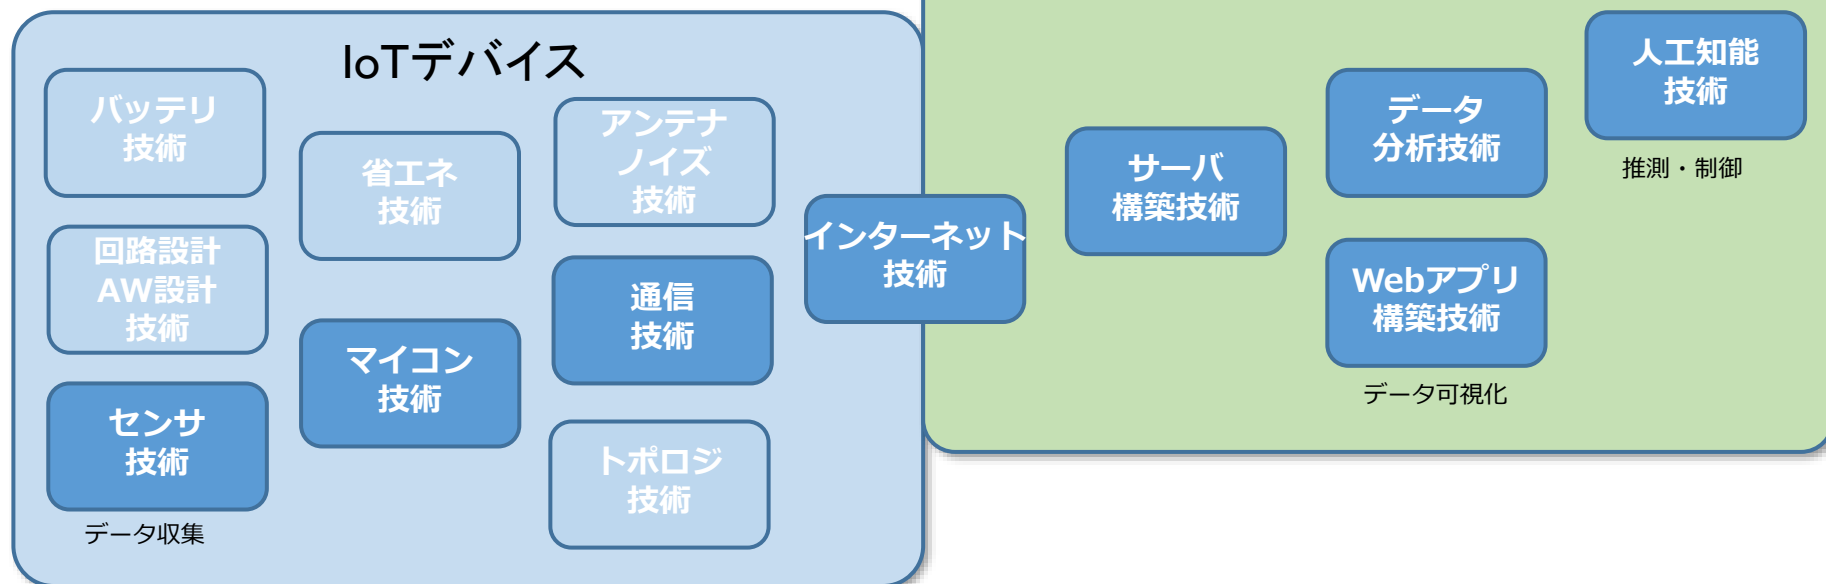 IoTデバイス
バッテリ
技術
回路設計
AW設計
技術
センサ
技術
データ収集
省エネ
技術
マイコン
技術
アンテナ
ノイズ
技術
通信
技術
トポロジ
技術
インターネット
技術
サーバ
構築技術
データ
分析技術
Webアプリ
構築技術
データ可視化
人工知能
技術
推測・制御